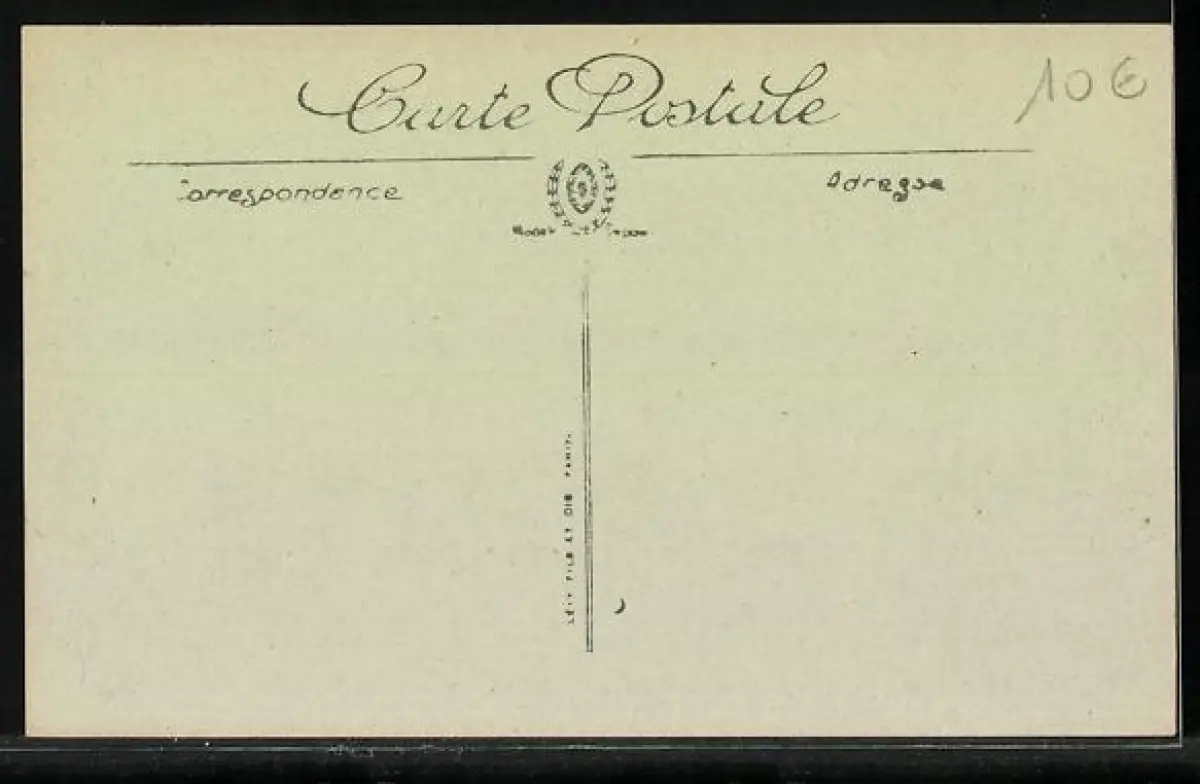 Carte Postale
10€
Correspondence
Adresse
LÉVY FILS ET CIE PARIS.